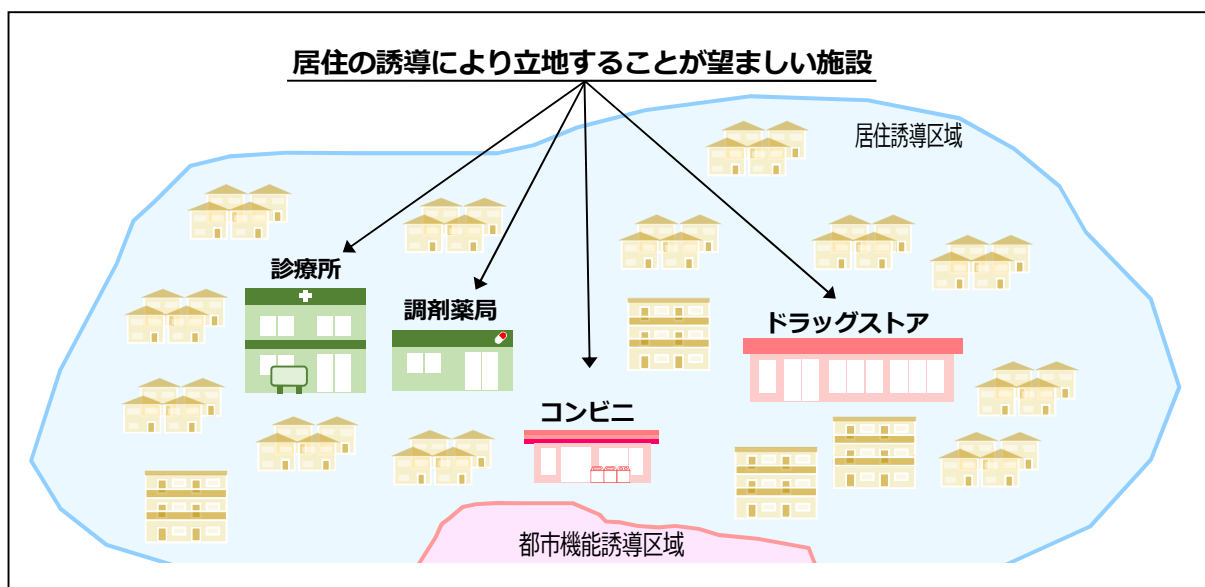 居住の誘導により立地することが望ましい施設
居住誘導区域
診療所
調剤薬局
ドラッグストア
コンビニ
都市機能誘導区域